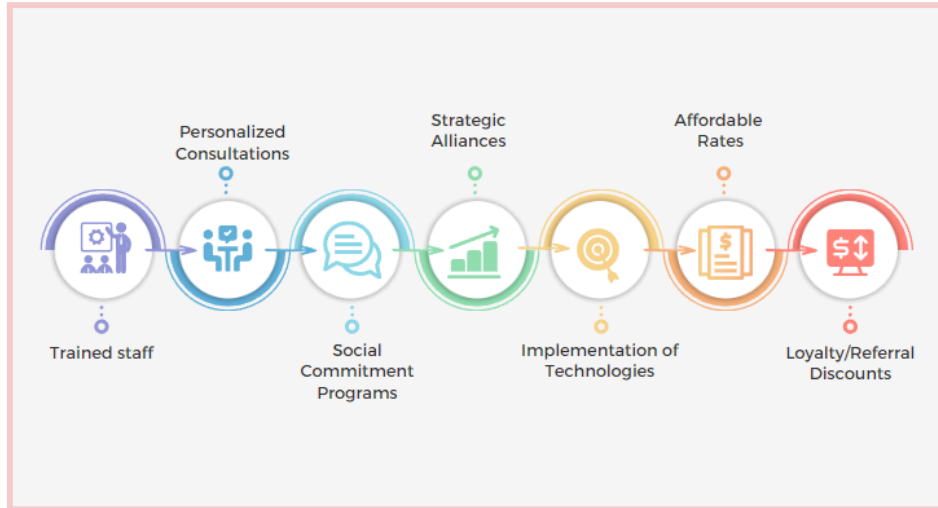 Trained staff
Personalized
Consultations
Social
Commitment
Programs
Strategic
Alliances
Implementation of
Technologies
Affordable
Rates
Loyalty/Referral
Discounts
$
$